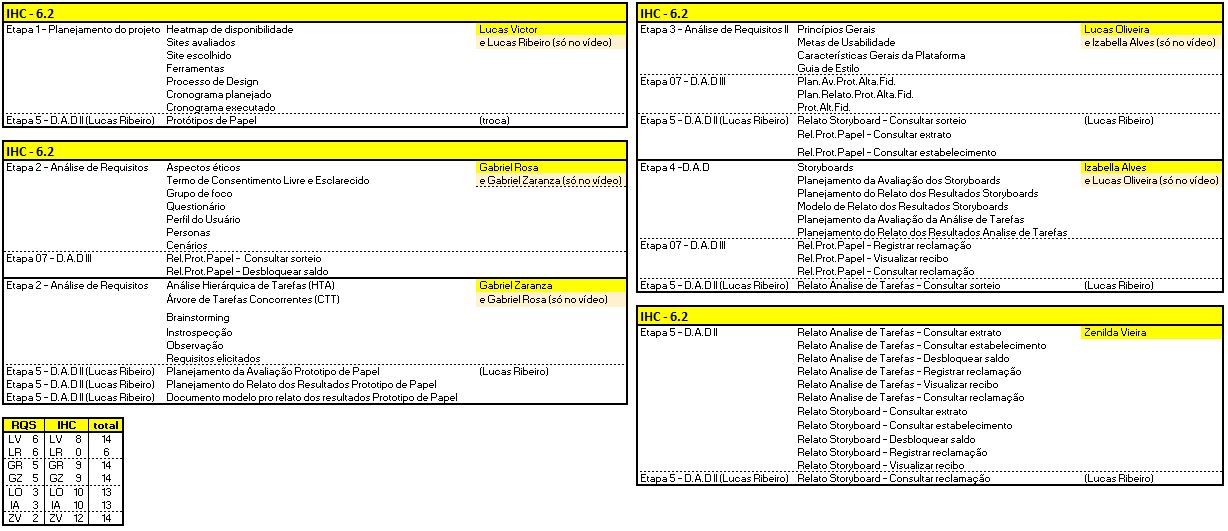 IHC - 6.2
Etapa 1 - Planejamento do projeto Heatmap de disponibilidade Lucas Victor
Sites avaliados e Lucas Ribeiro (só no vídeo)
Site escolhido
Ferramentas
Processo de Design
Cronograma planejado
Cronograma executado
Etapa 5 - D.A.D II (Lucas Ribeiro) Protótipos de Papel (troca)
IHC - 6.2
Etapa 2 - Análise de Requisitos Aspectos éticos Gabriel Rosa
Termo de Consentimento Livre e Esclarecido e Gabriel Zaranza (só no vídeo)
Grupo de foco
Questionário
Perfil do Usuário
Personas
Cenários
Etapa 07 - D.A.D III Rel.Prot.Papel - Consultar sorteio
Rel.Prot.Papel - Desbloquear saldo
Etapa 2 - Análise de Requisitos Análise Hierárquica de Tarefas (HTA) Gabriel Zaranza
Árvore de Tarefas Concorrentes (CTT) e Gabriel Rosa (só no vídeo)
Brainstorming
Instrospecção
Observação
Requisitos elicitados
Etapa 5 - D.A.D II (Lucas Ribeiro) Planejamento da Avaliação Prototipo de Papel (Lucas Ribeiro)
Etapa 5 - D.A.D II (Lucas Ribeiro) Planejamento do Relato dos Resultados Prototipo de Papel
Etapa 5 - D.A.D II (Lucas Ribeiro) Documento modelo pro relato dos resultados Prototipo de Papel
RQS IHC total
LV 6 LV 8 14
LR 6 LR 0 6
GR 5 GR 9 14
GZ 5 GZ 9 14
LO 3 LO 10 13
IA 3 IA 10 13
ZV 2 ZV 12 14
IHC - 6.2
Etapa 3 - Análise de Requisitos II Princípios Gerais Lucas Oliveira
Metas de Usabilidade e Izabella Alves (só no vídeo)
Características Gerais da Plataforma
Guia de Estilo
Etapa 07 - D.A.D III Plan.Av.Prot.Alta.Fid.
Plan.Relato.Prot.Alta.Fid.
Prot.Alt.Fid.
Etapa 5 - D.A.D II (Lucas Ribeiro) Relato Storyboard - Consultar sorteio (Lucas Ribeiro)
Rel.Prot.Papel - Consultar extrato
Rel.Prot.Papel - Consultar estabelecimento
Etapa 4 -D.A.D Storyboards Izabella Alves
Planejamento da Avaliação dos Storyboards e Lucas Oliveira (só no vídeo)
Planejamento do Relato dos Resultados Storyboards
Modelo de Relato dos Resultados Storyboards
Planejamento da Avaliação da Análise de Tarefas
Planejamento do Relato dos Resultados Analise de Tarefas
Etapa 07 - D.A.D III Rel.Prot.Papel - Registrar reclamação
Rel.Prot.Papel - Visualizar recibo
Rel.Prot.Papel - Consultar reclamação
Etapa 5 - D.A.D II (Lucas Ribeiro) Relato Analise de Tarefas - Consultar sorteio (Lucas Ribeiro)
IHC - 6.2
Etapa 5 - D.A.D II Relato Analise de Tarefas - Consultar extrato Zenilda Vieira
Relato Analise de Tarefas - Consultar estabelecimento
Relato Analise de Tarefas - Desbloquear saldo
Relato Analise de Tarefas - Registrar reclamação
Relato Analise de Tarefas - Visualizar recibo
Relato Analise de Tarefas - Consultar reclamação
Relato Storyboard - Consultar extrato
Relato Storyboard - Consultar estabelecimento
Relato Storyboard - Desbloquear saldo
Relato Storyboard - Registrar reclamação
Relato Storyboard - Visualizar recibo
Etapa 5 - D.A.D II (Lucas Ribeiro) Relato Storyboard - Consultar reclamação (Lucas Ribeiro)